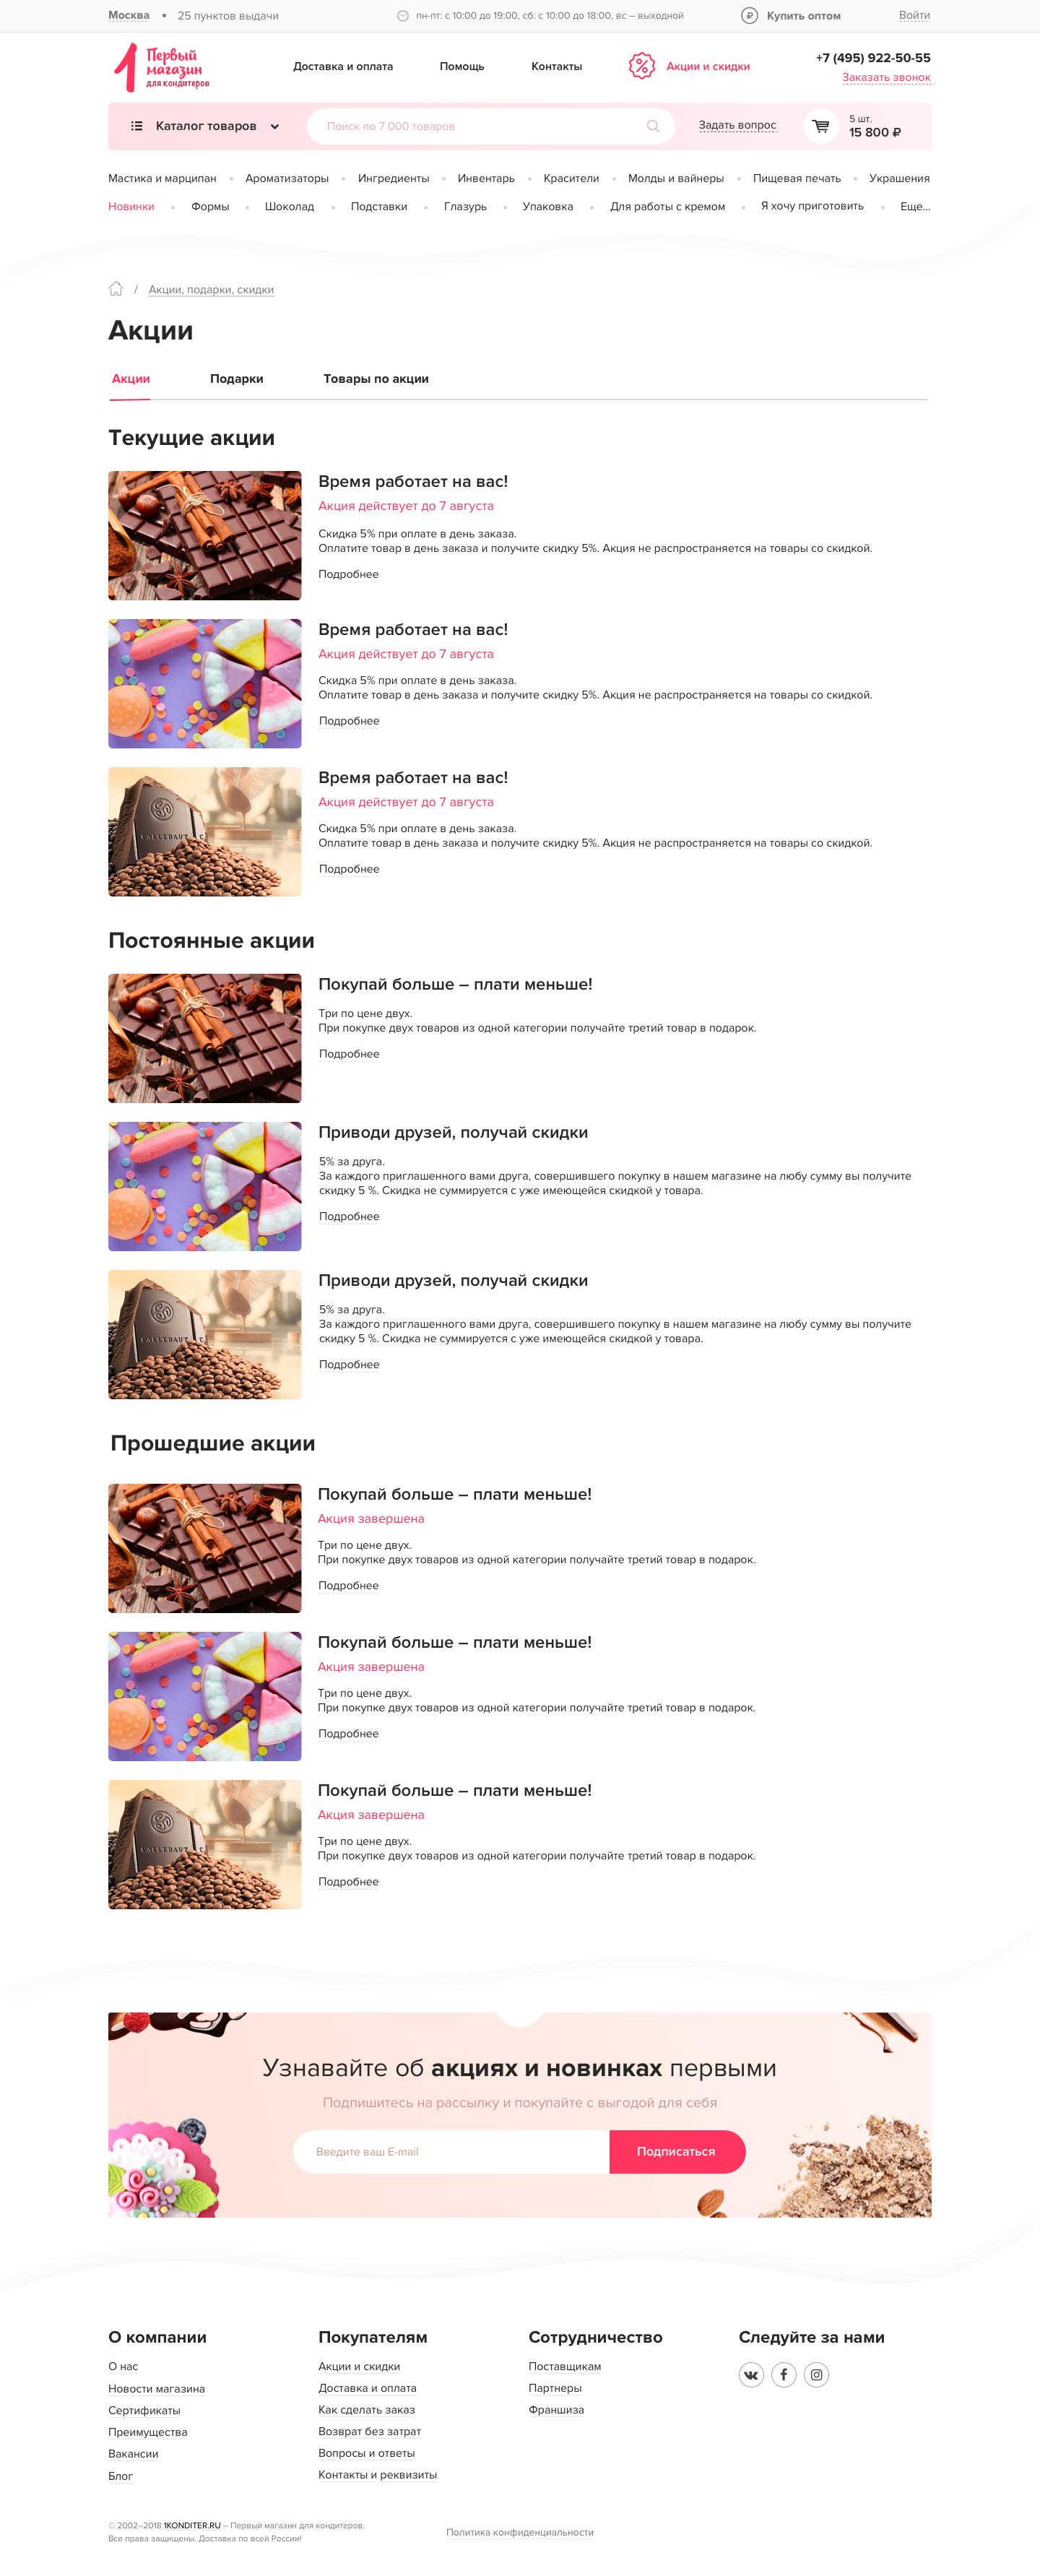 Москва • 25 пунктов выдачи пн-пт: с 10:00 до 19:00, сб: с 10:00 до 18:00, вс – выходной Купить оптом Войти
Первый
магазин
для кондитеров
Доставка и оплата Помощь Контакты Акции и скидки
+7 (495) 922-50-55
Заказать звонок
Каталог товаров Поиск по 7 000 товаров Задать вопрос
5 шт.
15 800 ₽
Мастика и марципан • Ароматизаторы • Ингредиенты • Инвентарь • Красители • Молды и вайнеры • Пищевая печать • Украшения
Новинки • Формы • Шоколад • Подставки • Глазурь • Упаковка • Для работы с кремом • Я хочу приготовить • Еще...
/ Акции, подарки, скидки
Акции
Акции Подарки Товары по акции
Текущие акции
Время работает на вас!
Акция действует до 7 августа
Скидка 5% при оплате в день заказа.
Оплатите товар в день заказа и получите скидку 5%. Акция не распространяется на товары со скидкой.
Подробнее
Время работает на вас!
Акция действует до 7 августа
Скидка 5% при оплате в день заказа.
Оплатите товар в день заказа и получите скидку 5%. Акция не распространяется на товары со скидкой.
Подробнее
CALLEBAUT C
Время работает на вас!
Акция действует до 7 августа
Скидка 5% при оплате в день заказа.
Оплатите товар в день заказа и получите скидку 5%. Акция не распространяется на товары со скидкой.
Подробнее
Постоянные акции
Покупай больше – плати меньше!
Три по цене двух.
При покупке двух товаров из одной категории получайте третий товар в подарок.
Подробнее
Приводи друзей, получай скидки
5% за друга.
За каждого приглашенного вами друга, совершившего покупку в нашем магазине на любу сумму вы получите
скидку 5 %. Скидка не суммируется с уже имеющейся скидкой у товара.
Подробнее
CALLEBAUT C
Приводи друзей, получай скидки
5% за друга.
За каждого приглашенного вами друга, совершившего покупку в нашем магазине на любу сумму вы получите
скидку 5 %. Скидка не суммируется с уже имеющейся скидкой у товара.
Подробнее
Прошедшие акции
Покупай больше – плати меньше!
Акция завершена
Три по цене двух.
При покупке двух товаров из одной категории получайте третий товар в подарок.
Подробнее
Покупай больше – плати меньше!
Акция завершена
Три по цене двух.
При покупке двух товаров из одной категории получайте третий товар в подарок.
Подробнее
CALLEBAUT C
Покупай больше – плати меньше!
Акция завершена
Три по цене двух.
При покупке двух товаров из одной категории получайте третий товар в подарок.
Подробнее
Узнавайте об акциях и новинках первыми
Подпишитесь на рассылку и покупайте с выгодой для себя
Введите ваш E-mail Подписаться
О компании
О нас
Новости магазина
Сертификаты
Преимущества
Вакансии
Блог
Покупателям
Акции и скидки
Доставка и оплата
Как сделать заказ
Возврат без затрат
Вопросы и ответы
Контакты и реквизиты
Сотрудничество
Поставщикам
Партнеры
Франшиза
Следуйте за нами
© 2002–2018 1KONDITER.RU – Первый магазин для кондитеров.
Все права защищены. Доставка по всей России!
Политика конфиденциальности